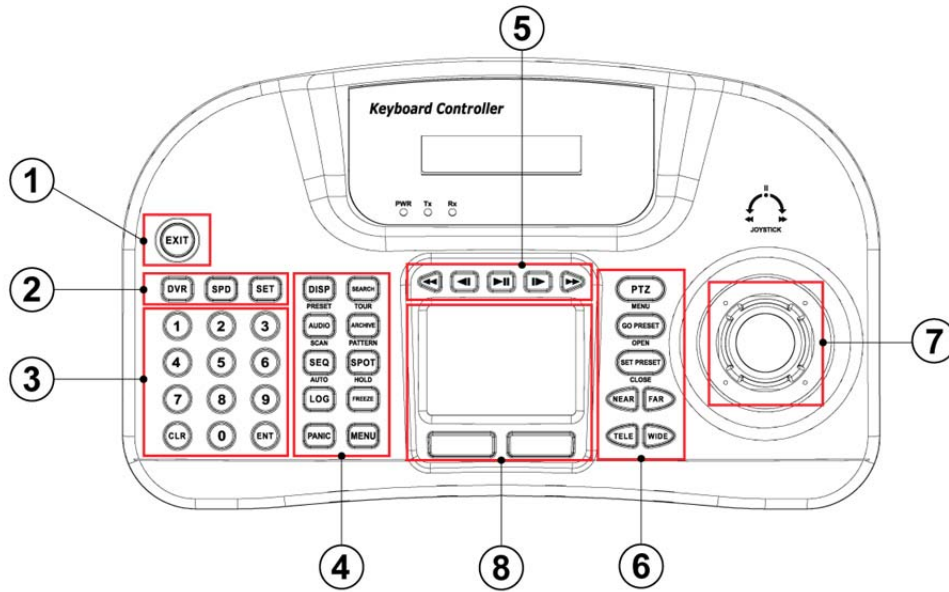 5
Keyboard Controller
1
PWR Tx Rx
II
JOYSTICK
EXIT
2
DVR SPD SET
DISP SEARCH
PTZ
PRESET TOUR
MENU
3
1 2 3
AUDIO ARCHIVE
GO PRESET
SCAN PATTERN
OPEN
7
4 5 6
SEQ SPOT
SET PRESET
AUTO HOLD
CLOSE
7 8 9
LOG FREEZE
NEAR FAR
CLR 0 ENT
PANIC MENU
TELE WIDE
4
8
6